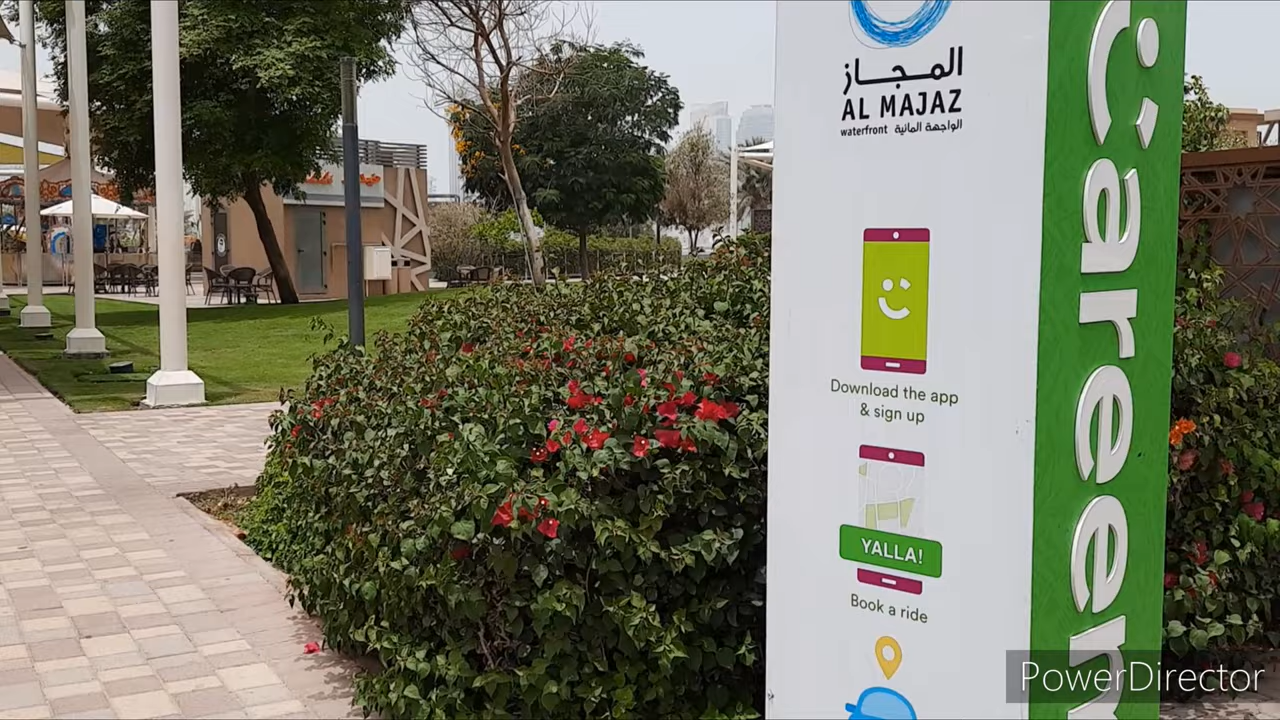 المجاز
AL MAJAZ
waterfront الواجهة المائية
Download the app
& sign up
YALLA!
Book a ride
Careem
PowerDirector